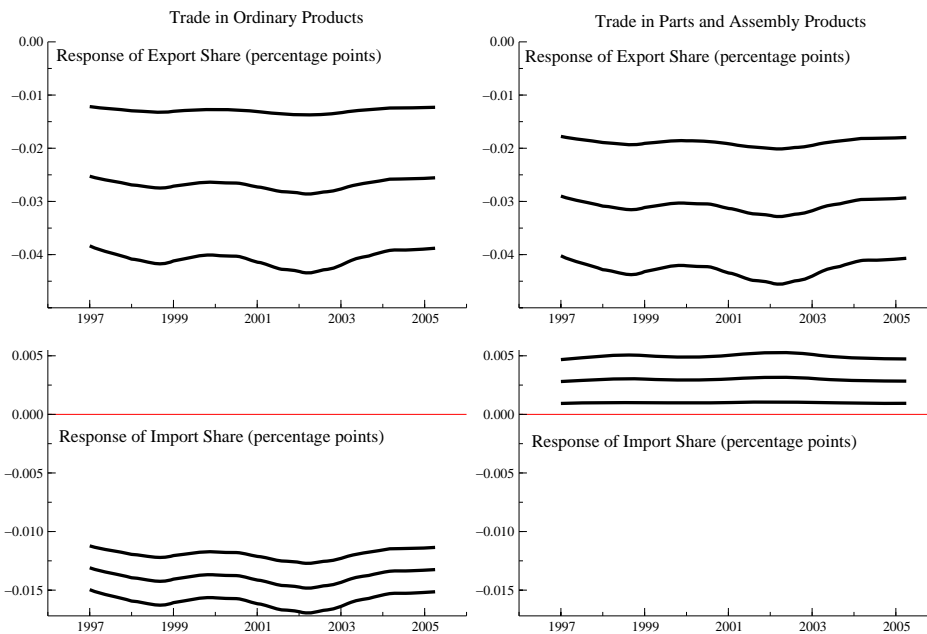 Trade in Ordinary Products
Trade in Parts and Assembly Products
0.00
Response of Export Share (percentage points)
−0.01
−0.02
−0.03
−0.04
1997 1999 2001 2003 2005
0.00
Response of Export Share (percentage points)
−0.01
−0.02
−0.03
−0.04
1997 1999 2001 2003 2005
0.005
0.000
Response of Import Share (percentage points)
−0.005
−0.010
−0.015
1997 1999 2001 2003 2005
0.005
0.000
Response of Import Share (percentage points)
−0.005
−0.010
−0.015
1997 1999 2001 2003 2005